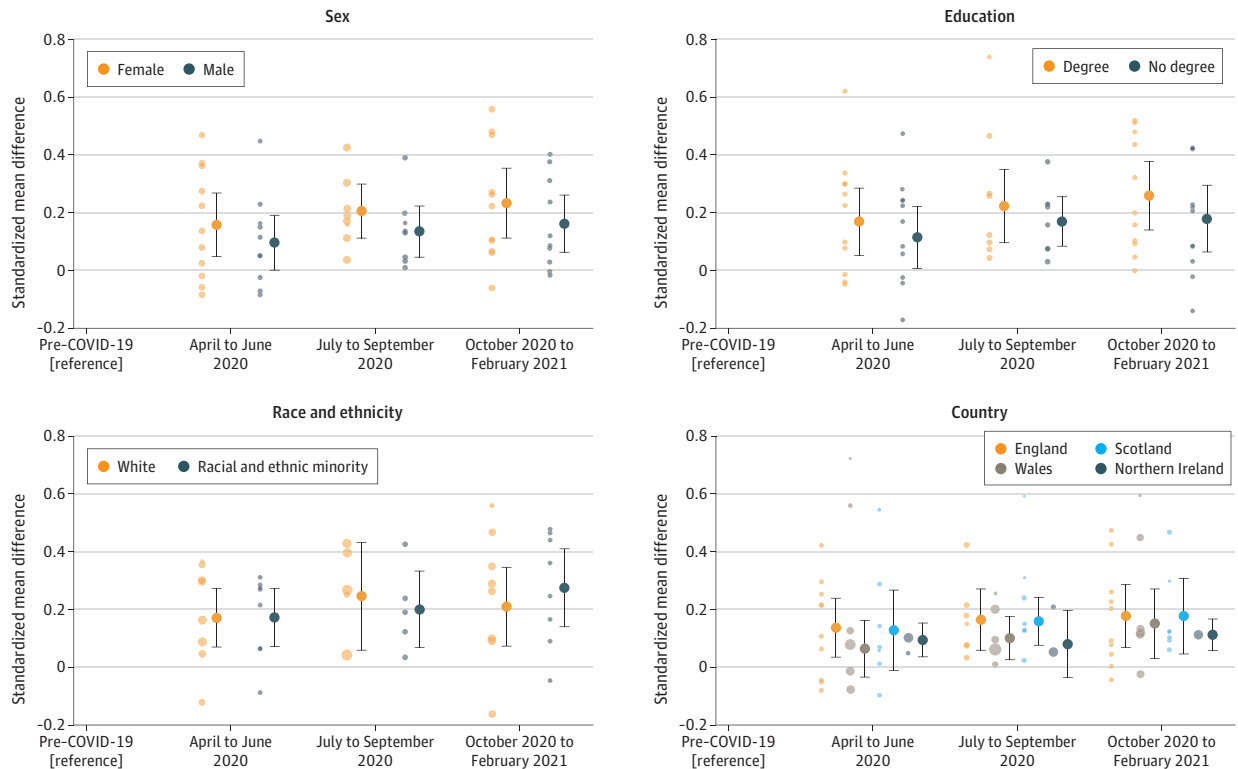 Sex
0.8
0.6
0.4
0.2
0
-0.2
Standardized mean difference
Female Male
Pre-COVID-19
[reference]
April to June
2020
July to September
2020
October 2020 to
February 2021
Education
0.8
0.6
0.4
0.2
0
-0.2
Standardized mean difference
Degree No degree
Pre-COVID-19
[reference]
April to June
2020
July to September
2020
October 2020 to
February 2021
Race and ethnicity
0.8
0.6
0.4
0.2
0
-0.2
Standardized mean difference
White Racial and ethnic minority
Pre-COVID-19
[reference]
April to June
2020
July to September
2020
October 2020 to
February 2021
Country
0.8
0.6
0.4
0.2
0
-0.2
Standardized mean difference
England Scotland
Wales Northern Ireland
Pre-COVID-19
[reference]
April to June
2020
July to September
2020
October 2020 to
February 2021